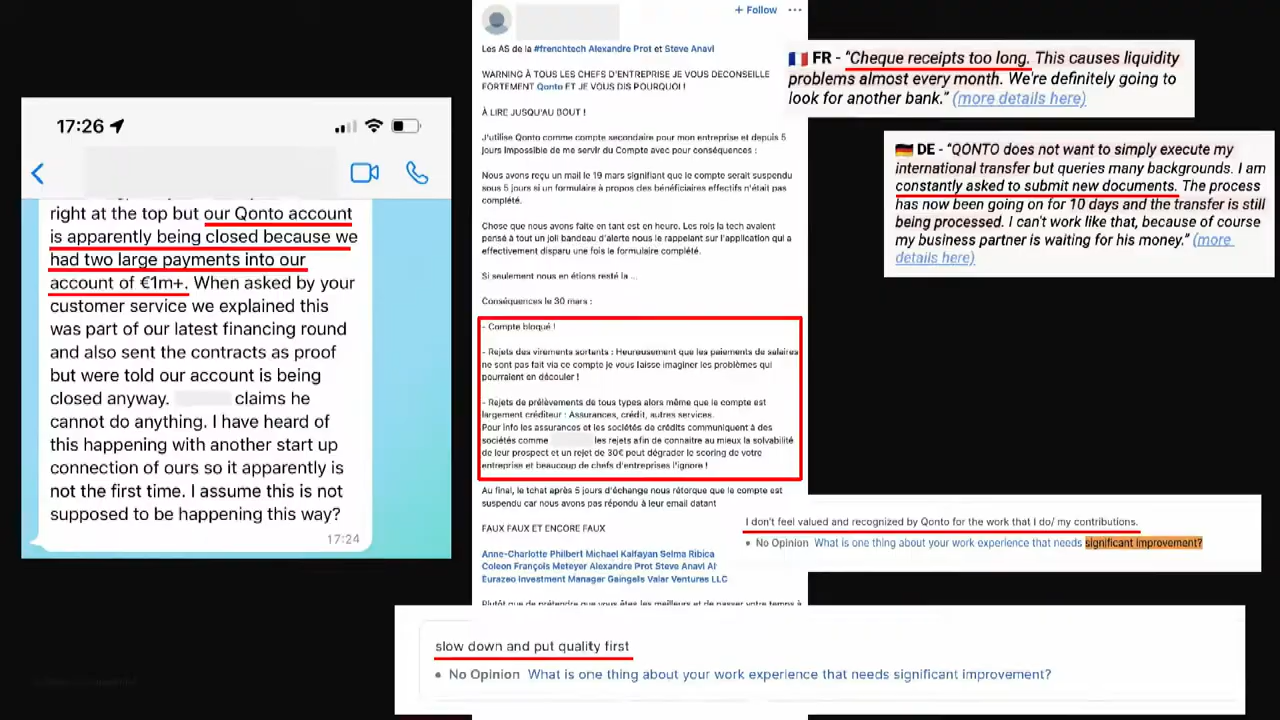 17:26
right at the top but our Qonto account
is apparently being closed because we
had two large payments into our
account of €1m+. When asked by your
customer service we explained this
was part of our latest financing round
and also sent the contracts as proof
but were told our account is being
closed anyway. claims he
cannot do anything. I have heard of
this happening with another start up
connection of ours so it apparently is
not the first time. I assume this is not
supposed to be happening this way?
17:24
+ Follow ...
Les AS de la #frenchtech Alexandre Prot et Steve Anavi
WARNING À TOUS LES CHEFS D'ENTREPRISE JE VOUS DECONSEILLE
FORTEMENT Qonto ET JE VOUS DIS POURQUOI !
À LIRE JUSQU'AU BOUT !
J'utilise Qonto comme compte secondaire pour mon entreprise et depuis 5
jours impossible de me servir du Compte avec pour conséquences :
Nous avons reçu un mail le 19 mars signifiant que le compte serait suspendu
sous 5 jours si un formulaire à propos des bénéficiaires effectifs n'était pas
complété.
Chose que nous avons faite en tant est en heure. Les rois la tech avalent
pensé à tout un joli bandeau d'alerte nous le rappelant sur l'application qui a
effectivement disparu une fois le formulaire complété.
Si seulement nous en étions resté la ...
Conséquences le 30 mars :
- Compte bloqué !
- Rejets des virements sortants : Heureusement que les paiements de salaires
ne sont pas fait via ce compte je vous laisse imaginer les problèmes qui
pourraient en découler !
- Rejets de prélèvements de tous types alors même que le compte est
largement créditeur : Assurances, crédit, autres services.
Pour info les assurances et les sociétés de crédits communiquent à des
sociétés comme les rejets afin de connaitre au mieux la solvabilité
de leur prospect et un rejet de 30€ peut dégrader le scoring de votre
entreprise et beaucoup de chefs d'entreprises l'ignore !
Au final, le tchat après 5 jours d'échange nous rétorque que le compte est
suspendu car nous avons pas répondu à leur email datant
FAUX FAUX ET ENCORE FAUX
Anne-Charlotte Philbert Michael Kalfayan Selma Ribica
Coleon François Meteyer Alexandre Prot Steve Anavi Al
Eurazeo Investment Manager Gaingels Valar Ventures LLC
Plutôt que de prétendre que vous êtes les meilleurs et de passer votre temps à
FR - “Cheque receipts too long. This causes liquidity
problems almost every month. We're definitely going to
look for another bank.” (more details here)
DE - “QONTO does not want to simply execute my
international transfer but queries many backgrounds. I am
constantly asked to submit new documents. The process
has now been going on for 10 days and the transfer is still
being processed. I can't work like that, because of course
my business partner is waiting for his money.” (more
details here)
I don't feel valued and recognized by Qonto for the work that I do/ my contributions.
• No Opinion What is one thing about your work experience that needs significant improvement?
slow down and put quality first
• No Opinion What is one thing about your work experience that needs significant improvement?